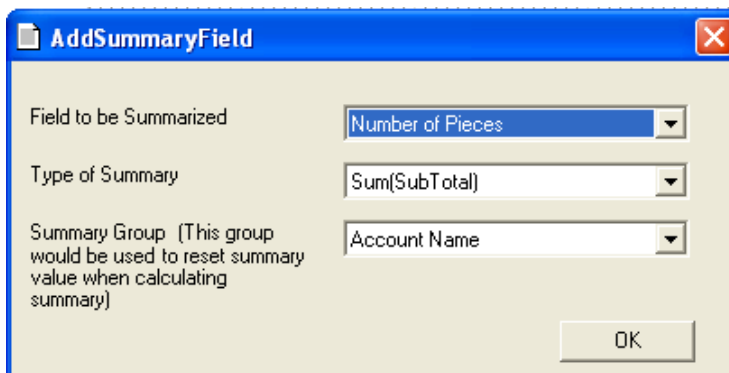 AddSummaryField
Field to be Summarized
Number of Pieces
Type of Summary
Sum(SubTotal)
Summary Group  (This group
would be used to reset summary
value when calculating
summary)
Account Name
OK